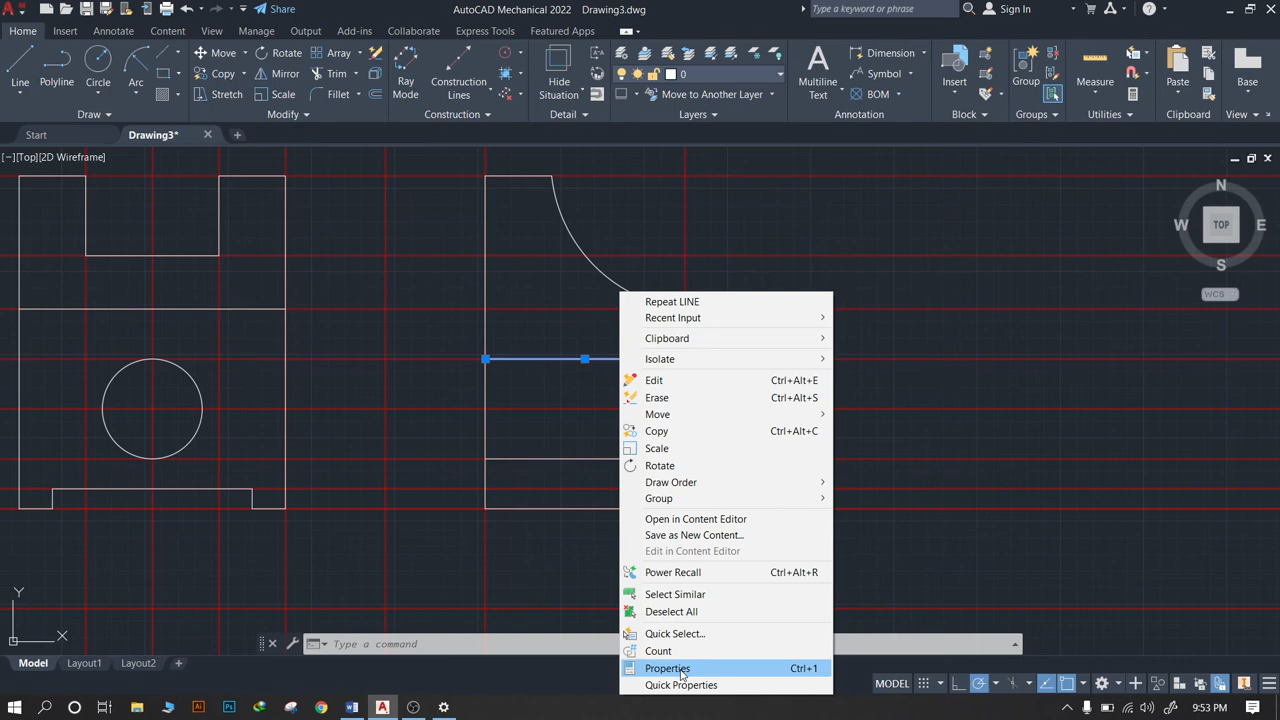 Share
AutoCAD Mechanical 2022 Drawing3.dwg
Type a keyword or phrase
Sign In
Home Insert Annotate Content View Manage Output Add-ins Collaborate Express Tools Featured Apps
Line
Polyline
Circle
Arc
Draw
Move
Rotate
Array
Copy
Mirror
Trim
Stretch
Scale
Fillet
Modify
Ray Mode
Construction Lines
Construction
Hide Situation
Detail
0
Move to Another Layer
Layers
Multiline Text
Dimension
Symbol
BOM
Annotation
Insert
Block
Group
Groups
Measure
Utilities
Paste
Clipboard
Base
View
Start
Drawing3*
[−][Top][2D Wireframe]
N
W TOP E
S
WCS
Repeat LINE
Recent Input
Clipboard
Isolate
Edit Ctrl+Alt+E
Erase Ctrl+Alt+S
Move
Copy Ctrl+Alt+C
Scale
Rotate
Draw Order
Group
Open in Content Editor
Save as New Content...
Edit in Content Editor
Power Recall Ctrl+Alt+R
Select Similar
Deselect All
Quick Select...
Count
Properties Ctrl+1
Quick Properties
Y
X
Type a command
Model Layout1 Layout2
MODEL
9:53 PM